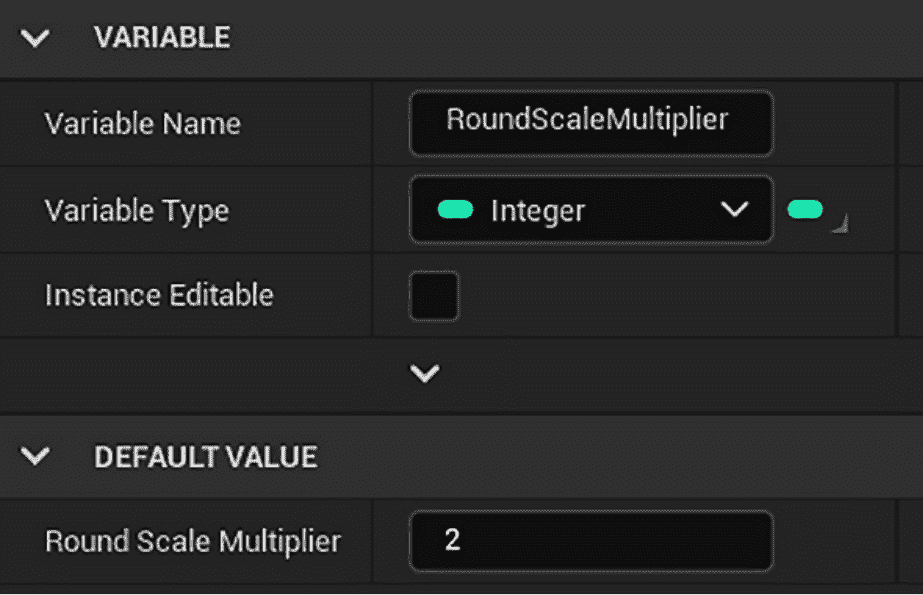 VARIABLE
Variable Name RoundScaleMultiplier
Variable Type Integer
Instance Editable
DEFAULT VALUE
Round Scale Multiplier 2